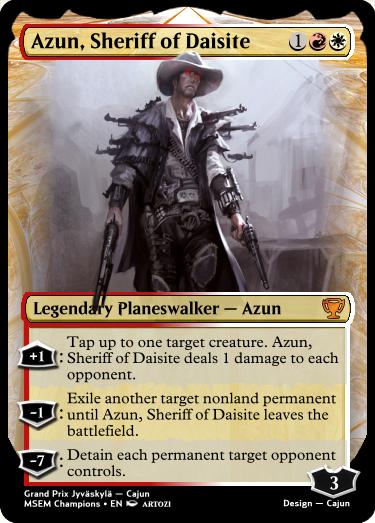 Azun, Sheriff of Daisite 1
Legendary Planeswalker — Azun
+1: Tap up to one target creature. Azun,
Sheriff of Daisite deals 1 damage to each
opponent.
-1: Exile another target nonland permanent
until Azun, Sheriff of Daisite leaves the
battlefield.
-7: Detain each permanent target opponent
controls.
3
Grand Prix Jyväskylä — Cajun
MSEM Champions • EN ARTOZI
Design — Cajun